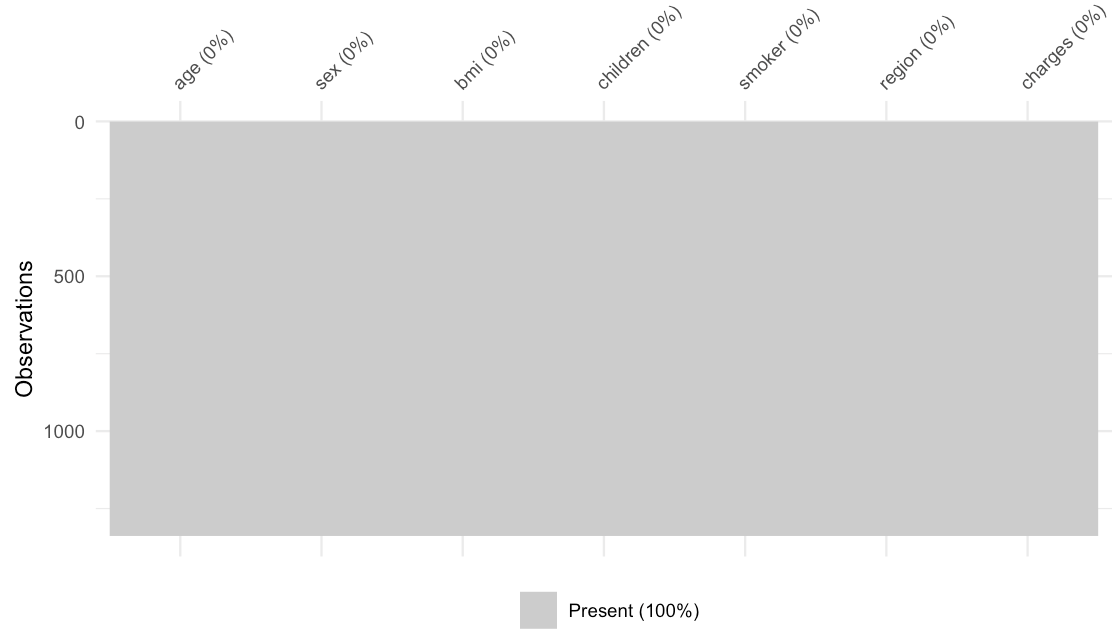 age (0%)
sex (0%)
bmi (0%)
children (0%)
smoker (0%)
region (0%)
charges (0%)
0
500
1000
Observations
Present (100%)